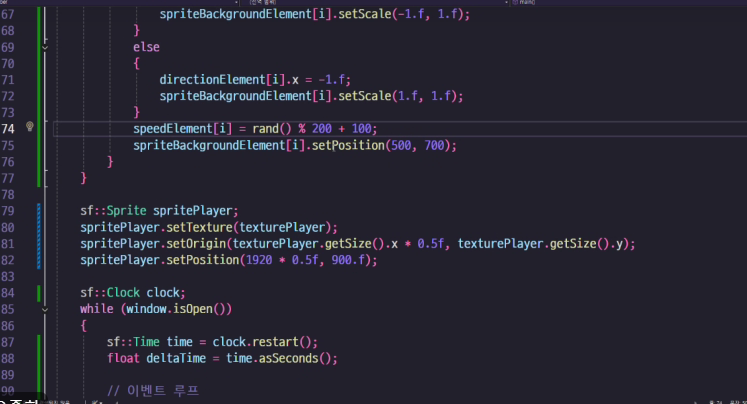 main()
67 spriteBackgroundElement[i].setScale(-1.f, 1.f);
68 }
69 else
70 {
71 directionElement[i].x = -1.f;
72 spriteBackgroundElement[i].setScale(1.f, 1.f);
73 }
74 speedElement[i] = rand() % 200 + 100;
75 spriteBackgroundElement[i].setPosition(500, 700);
76 }
77 }
78
79 sf::Sprite spritePlayer;
80 spritePlayer.setTexture(texturePlayer);
81 spritePlayer.setOrigin(texturePlayer.getSize().x * 0.5f, texturePlayer.getSize().y);
82 spritePlayer.setPosition(1920 * 0.5f, 900.f);
83
84 sf::Clock clock;
85 while (window.isOpen())
86 {
87 sf::Time time = clock.restart();
88 float deltaTime = time.asSeconds();
89
90 // 이벤트 루프